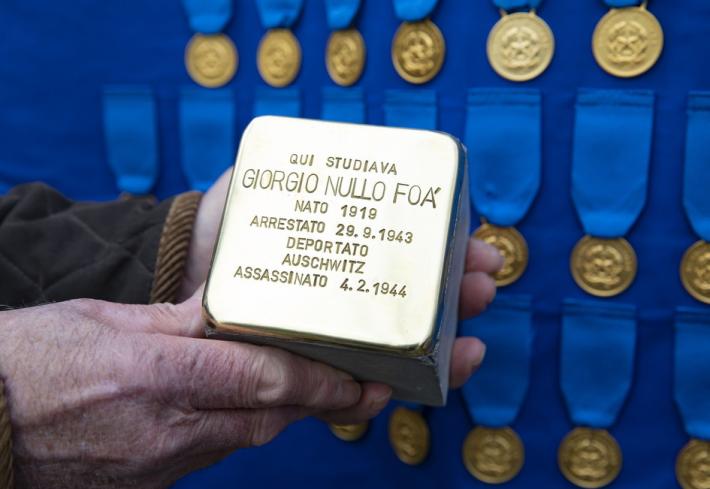 QUI STUDIAVA
GIORGIO NULLO FOA'
NATO 1919
ARRESTATO 29.9.1943
DEPORTATO
AUSCHWITZ
ASSASSINATO 4.2.1944